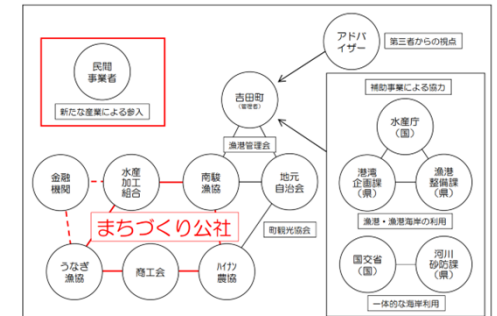 アドバ
イザー
第三者からの視点
民間
事業者
新たな産業による参入
吉田町
(管理者)
補助事業による協力
水産庁
(国)
漁港管理会
金融
機関
水産
加工
組合
南駿
漁協
地元
自治会
港湾
企画課
(県)
漁港
整備課
(県)
まちづくり公社
町観光協会
漁港・漁港海岸の利用
うなぎ
漁協
商工会
ハイナン
農協
国交省
(国)
河川
砂防課
(県)
一体的な海岸利用